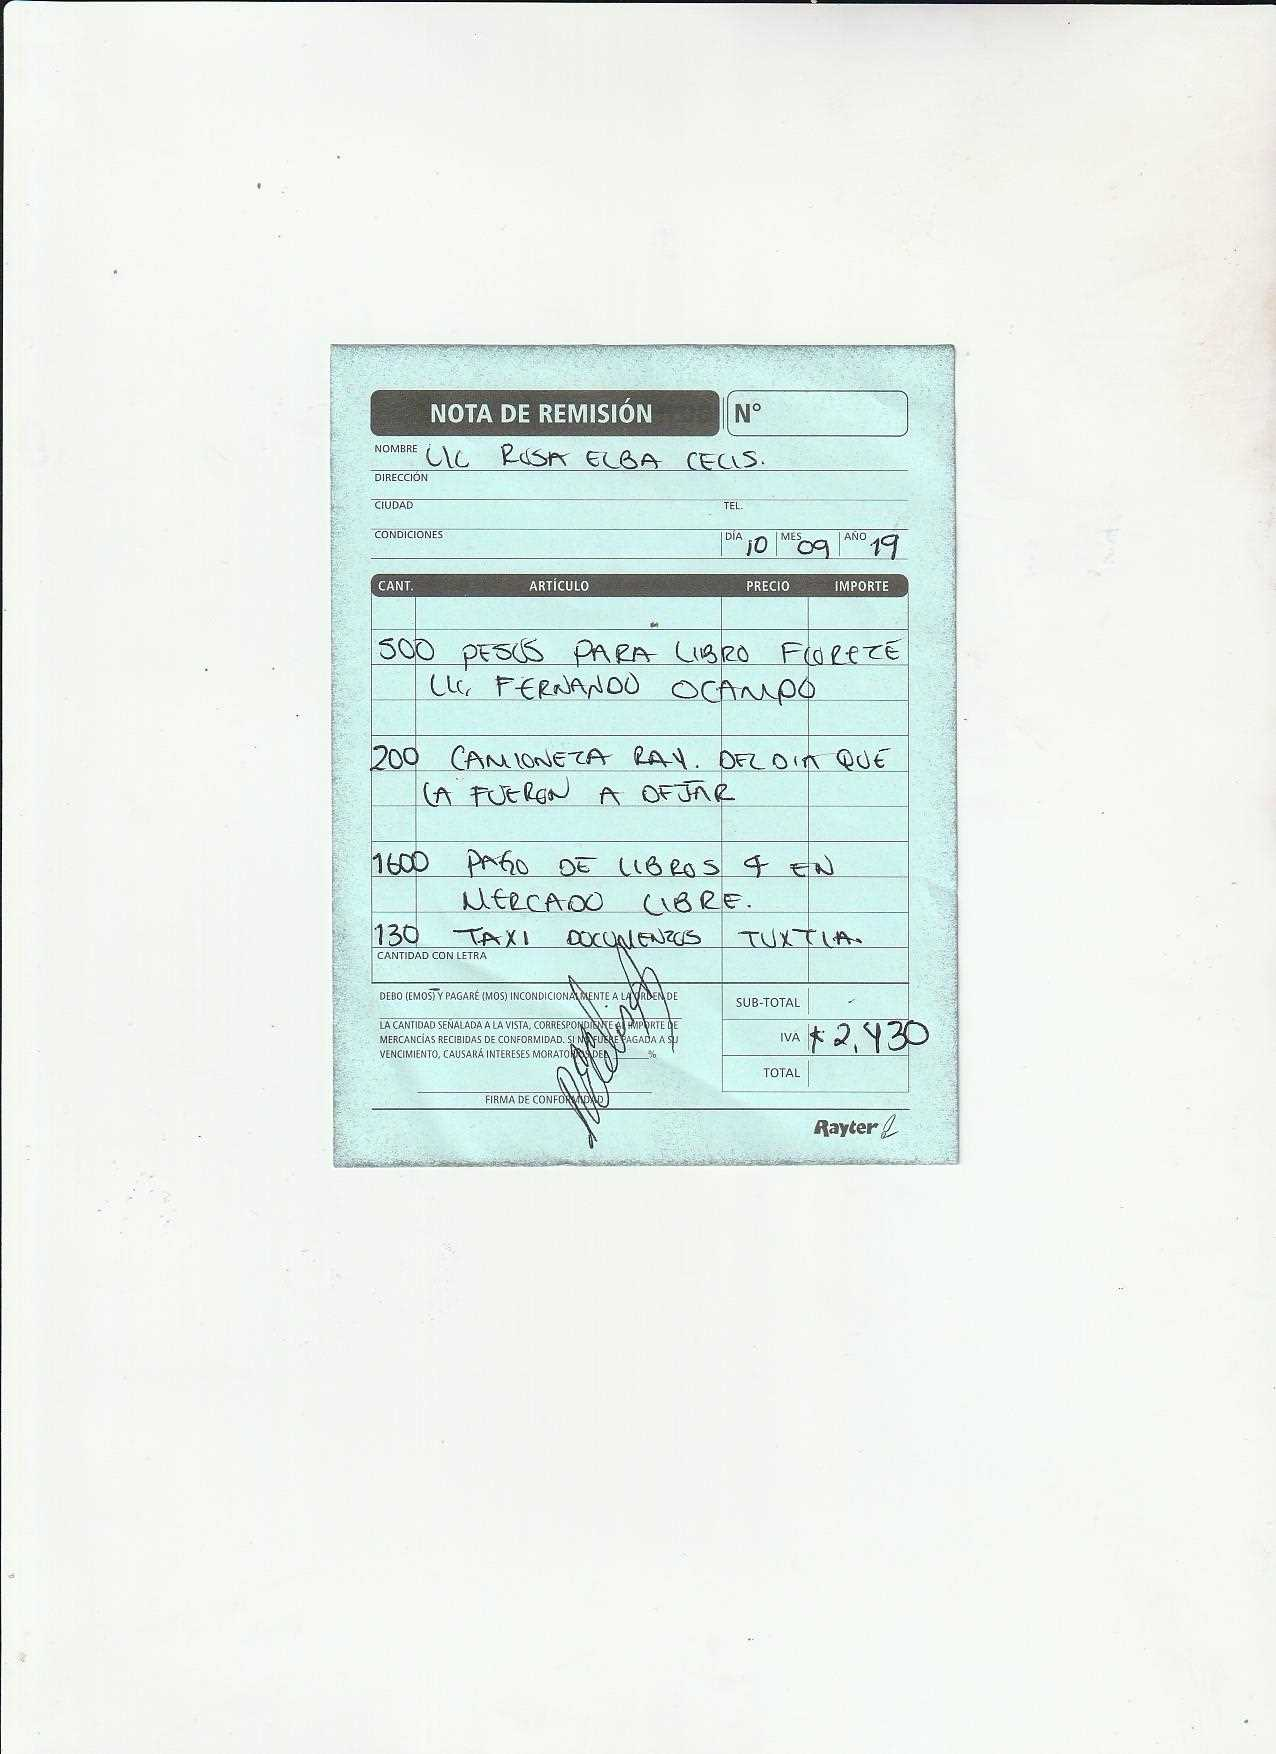 NOTA DE REMISIÓN N°
NOMBRE LIC ROSA ELBA CELIS.
DIRECCIÓN
CIUDAD TEL.
CONDICIONES DÍA 10 MES 09 AÑO 19
CANT. ARTÍCULO PRECIO IMPORTE
500 PESOS PARA LIBRO
LIC. FERNANDO OCAMPO
200 CAMIONETA RAV. DEL DIA QUE
LA FUERON A DEJAR
1600 PAGO DE LIBROS 4 EN
MERCADO LIBRE.
130 TAXI DOCUMENTOS TUXTLA.
CANTIDAD CON LETRA
DEBO (EMOS) Y PAGARÉ (MOS) INCONDICIONALMENTE A LA ORDEN DE
SUB-TOTAL
LA CANTIDAD SEÑALADA A LA VISTA, CORRESPONDIENTE AL IMPORTE DE
MERCANCÍAS RECIBIDAS DE CONFORMIDAD. SI NO FUERE PAGADA A SU
VENCIMIENTO, CAUSARÁ INTERESES MORATORIOS DEL %
IVA $2,430
TOTAL
FIRMA DE CONFORMIDAD
Rayter